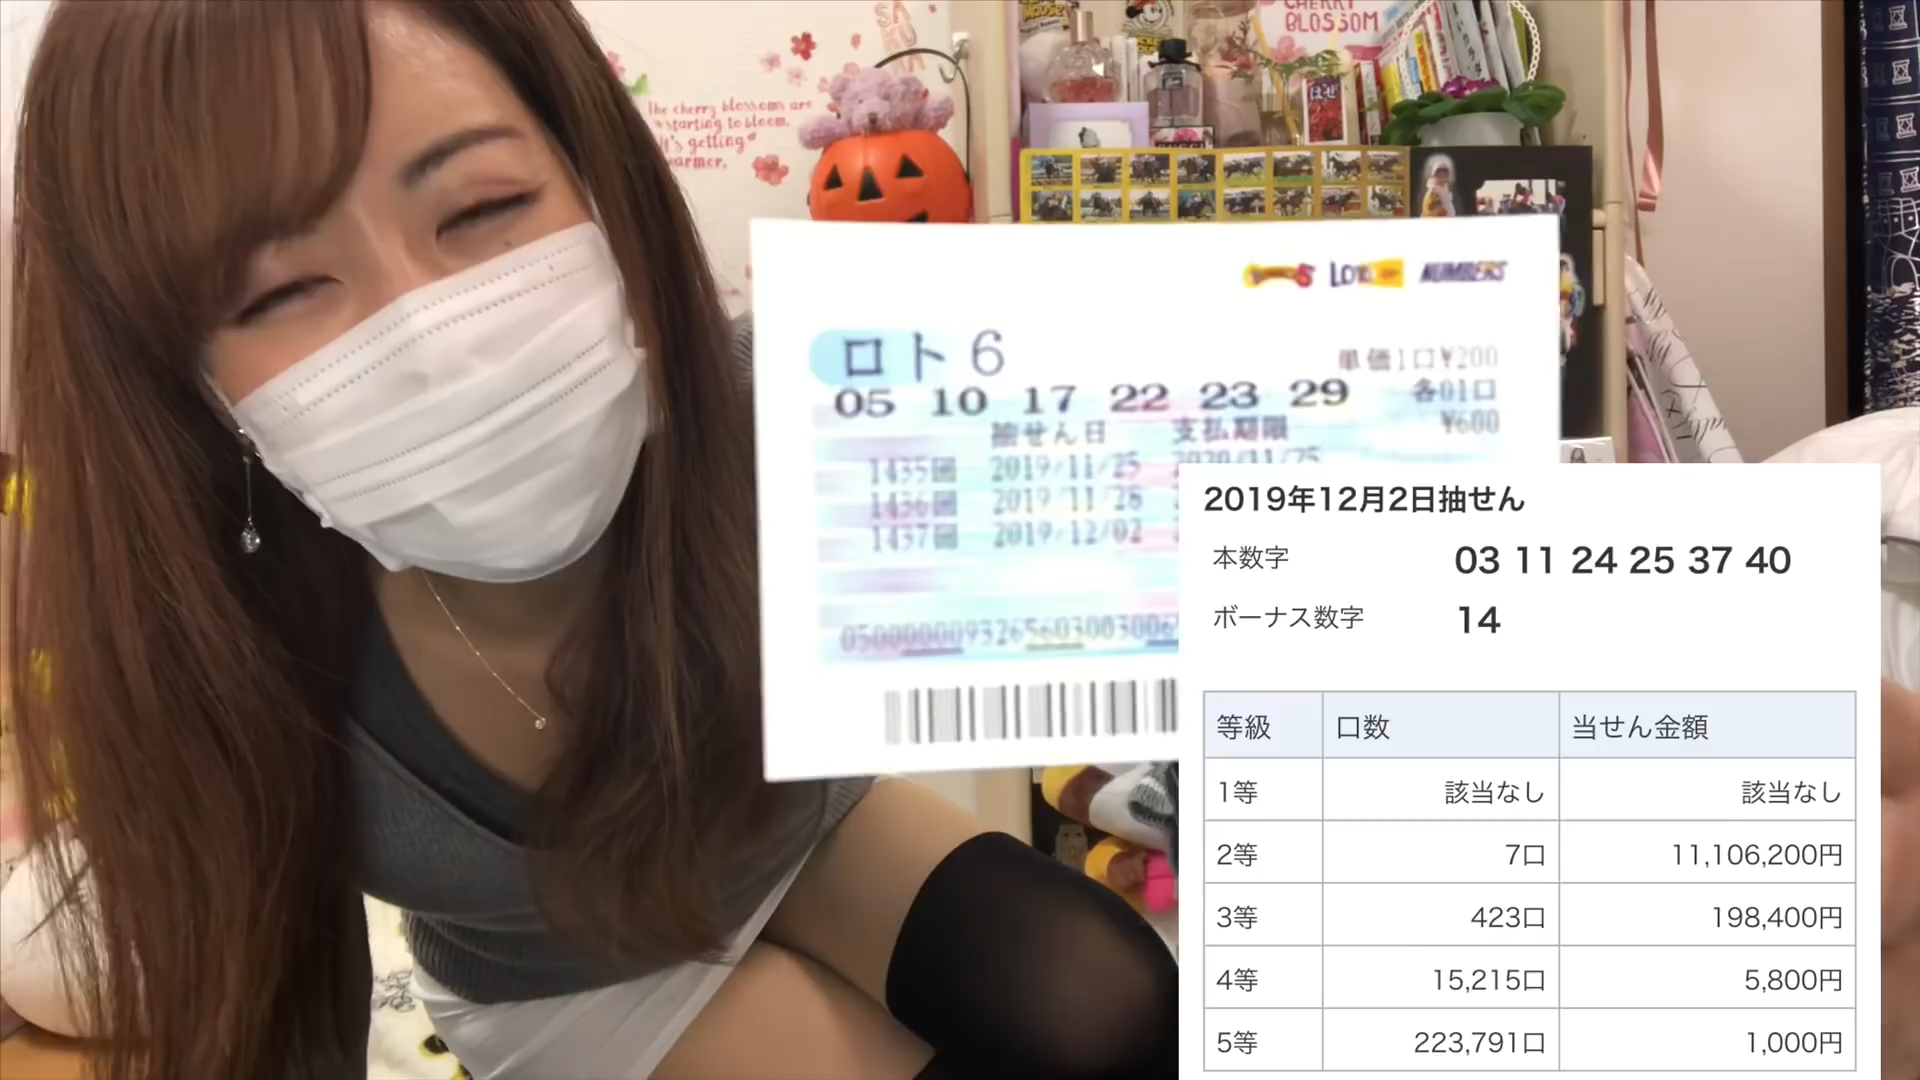 CHERRY
BLOSSOM
The cherry blossoms are
starting to bloom.
It's getting
warmer.
LOTO NUMBERS
ロト6
単価1口¥200
05 10 17 22 23 29
各01口
¥600
抽せん日 支払期限
1435回 2019/11/25 2020/11/25
1436回 2019/11/28
1437回 2019/12/02
2019年12月2日抽せん
本数字 03 11 24 25 37 40
ボーナス数字 14
等級 口数 当せん金額
1等 該当なし 該当なし
2等 7口 11,106,200円
3等 423口 198,400円
4等 15,215口 5,800円
5等 223,791口 1,000円